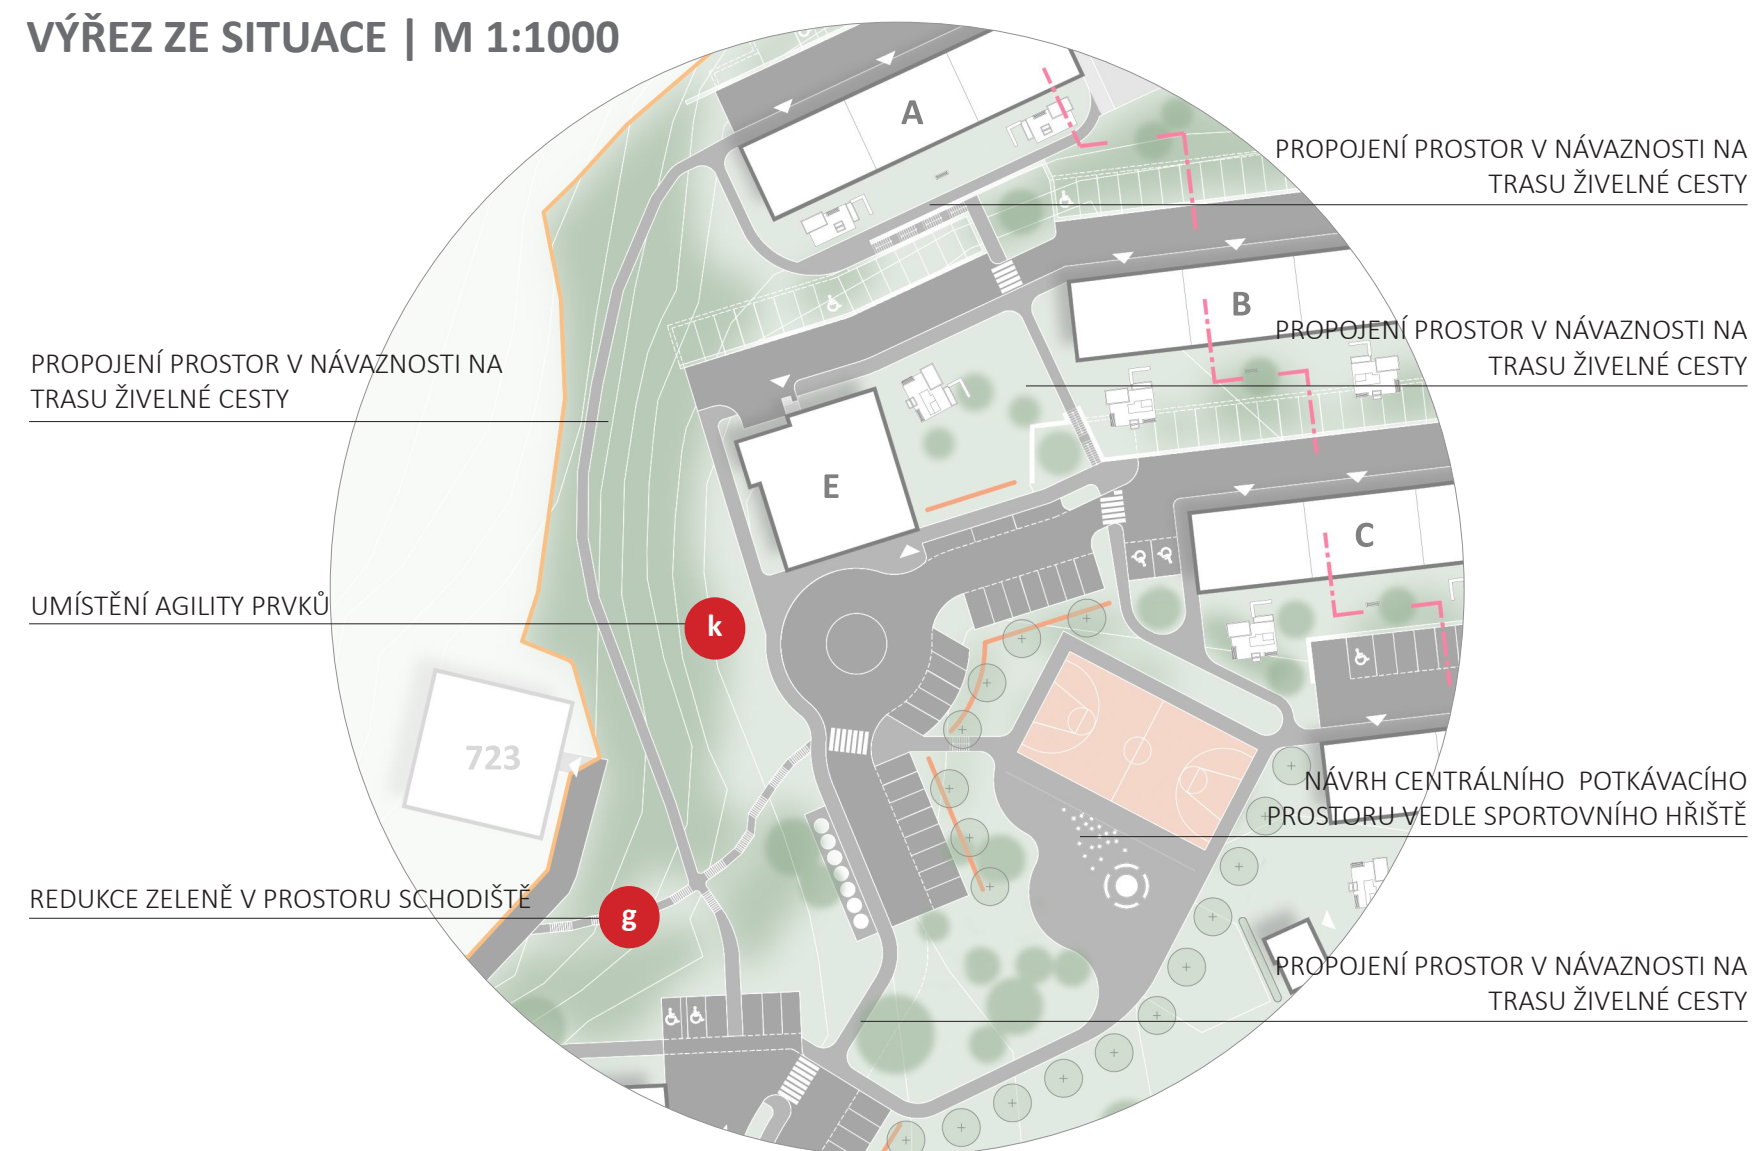 VÝŘEZ ZE SITUACE | M 1:1000
A
PROPOJENÍ PROSTOR V NÁVAZNOSTI NA
TRASU ŽIVELNÉ CESTY
B
PROPOJENÍ PROSTOR V NÁVAZNOSTI NA
TRASU ŽIVELNÉ CESTY
PROPOJENÍ PROSTOR V NÁVAZNOSTI NA
TRASU ŽIVELNÉ CESTY
E
C
UMÍSTĚNÍ AGILITY PRVKŮ
k
723
NÁVRH CENTRÁLNÍHO POTKÁVACÍHO
PROSTORU VEDLE SPORTOVNÍHO HŘIŠTĚ
REDUKCE ZELENĚ V PROSTORU SCHODIŠTĚ
g
PROPOJENÍ PROSTOR V NÁVAZNOSTI NA
TRASU ŽIVELNÉ CESTY